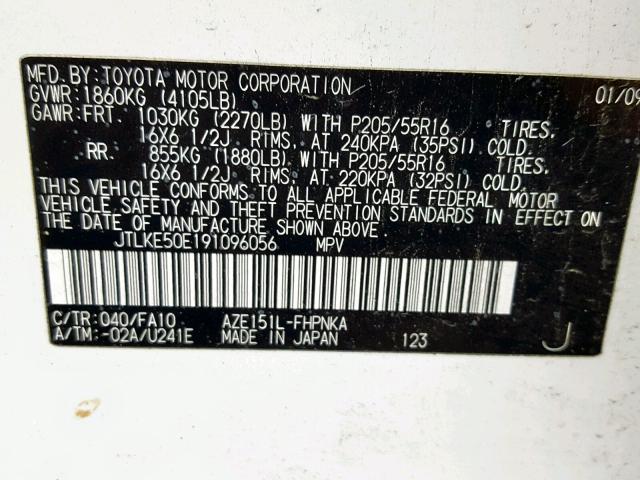 MFD.BY:TOYOTA MOTOR CORPORATION 01/09
GVWR:1860KG (4105LB)
GAWR:FRT. 1030KG (2270LB) WITH P205/55R16 TIRES.
16X6 1/2J RIMS, AT 240KPA (35PSI) COLD.
RR. 855KG (1880LB) WITH P205/55R16 TIRES.
16X6 1/2J RIMS, AT 220KPA (32PSI) COLD.
THIS VEHICLE CONFORMS TO ALL APPLICABLE FEDERAL MOTOR
VEHICLE SAFETY AND THEFT PREVENTION STANDARDS IN EFFECT ON
THE DATE OF MANUFACTURE SHOWN ABOVE.
JTLKE50E191096056 MPV
C/TR:040/FA10 AZE151L-FHPNKA
A/TM:-02A/U241E MADE IN JAPAN 123 J